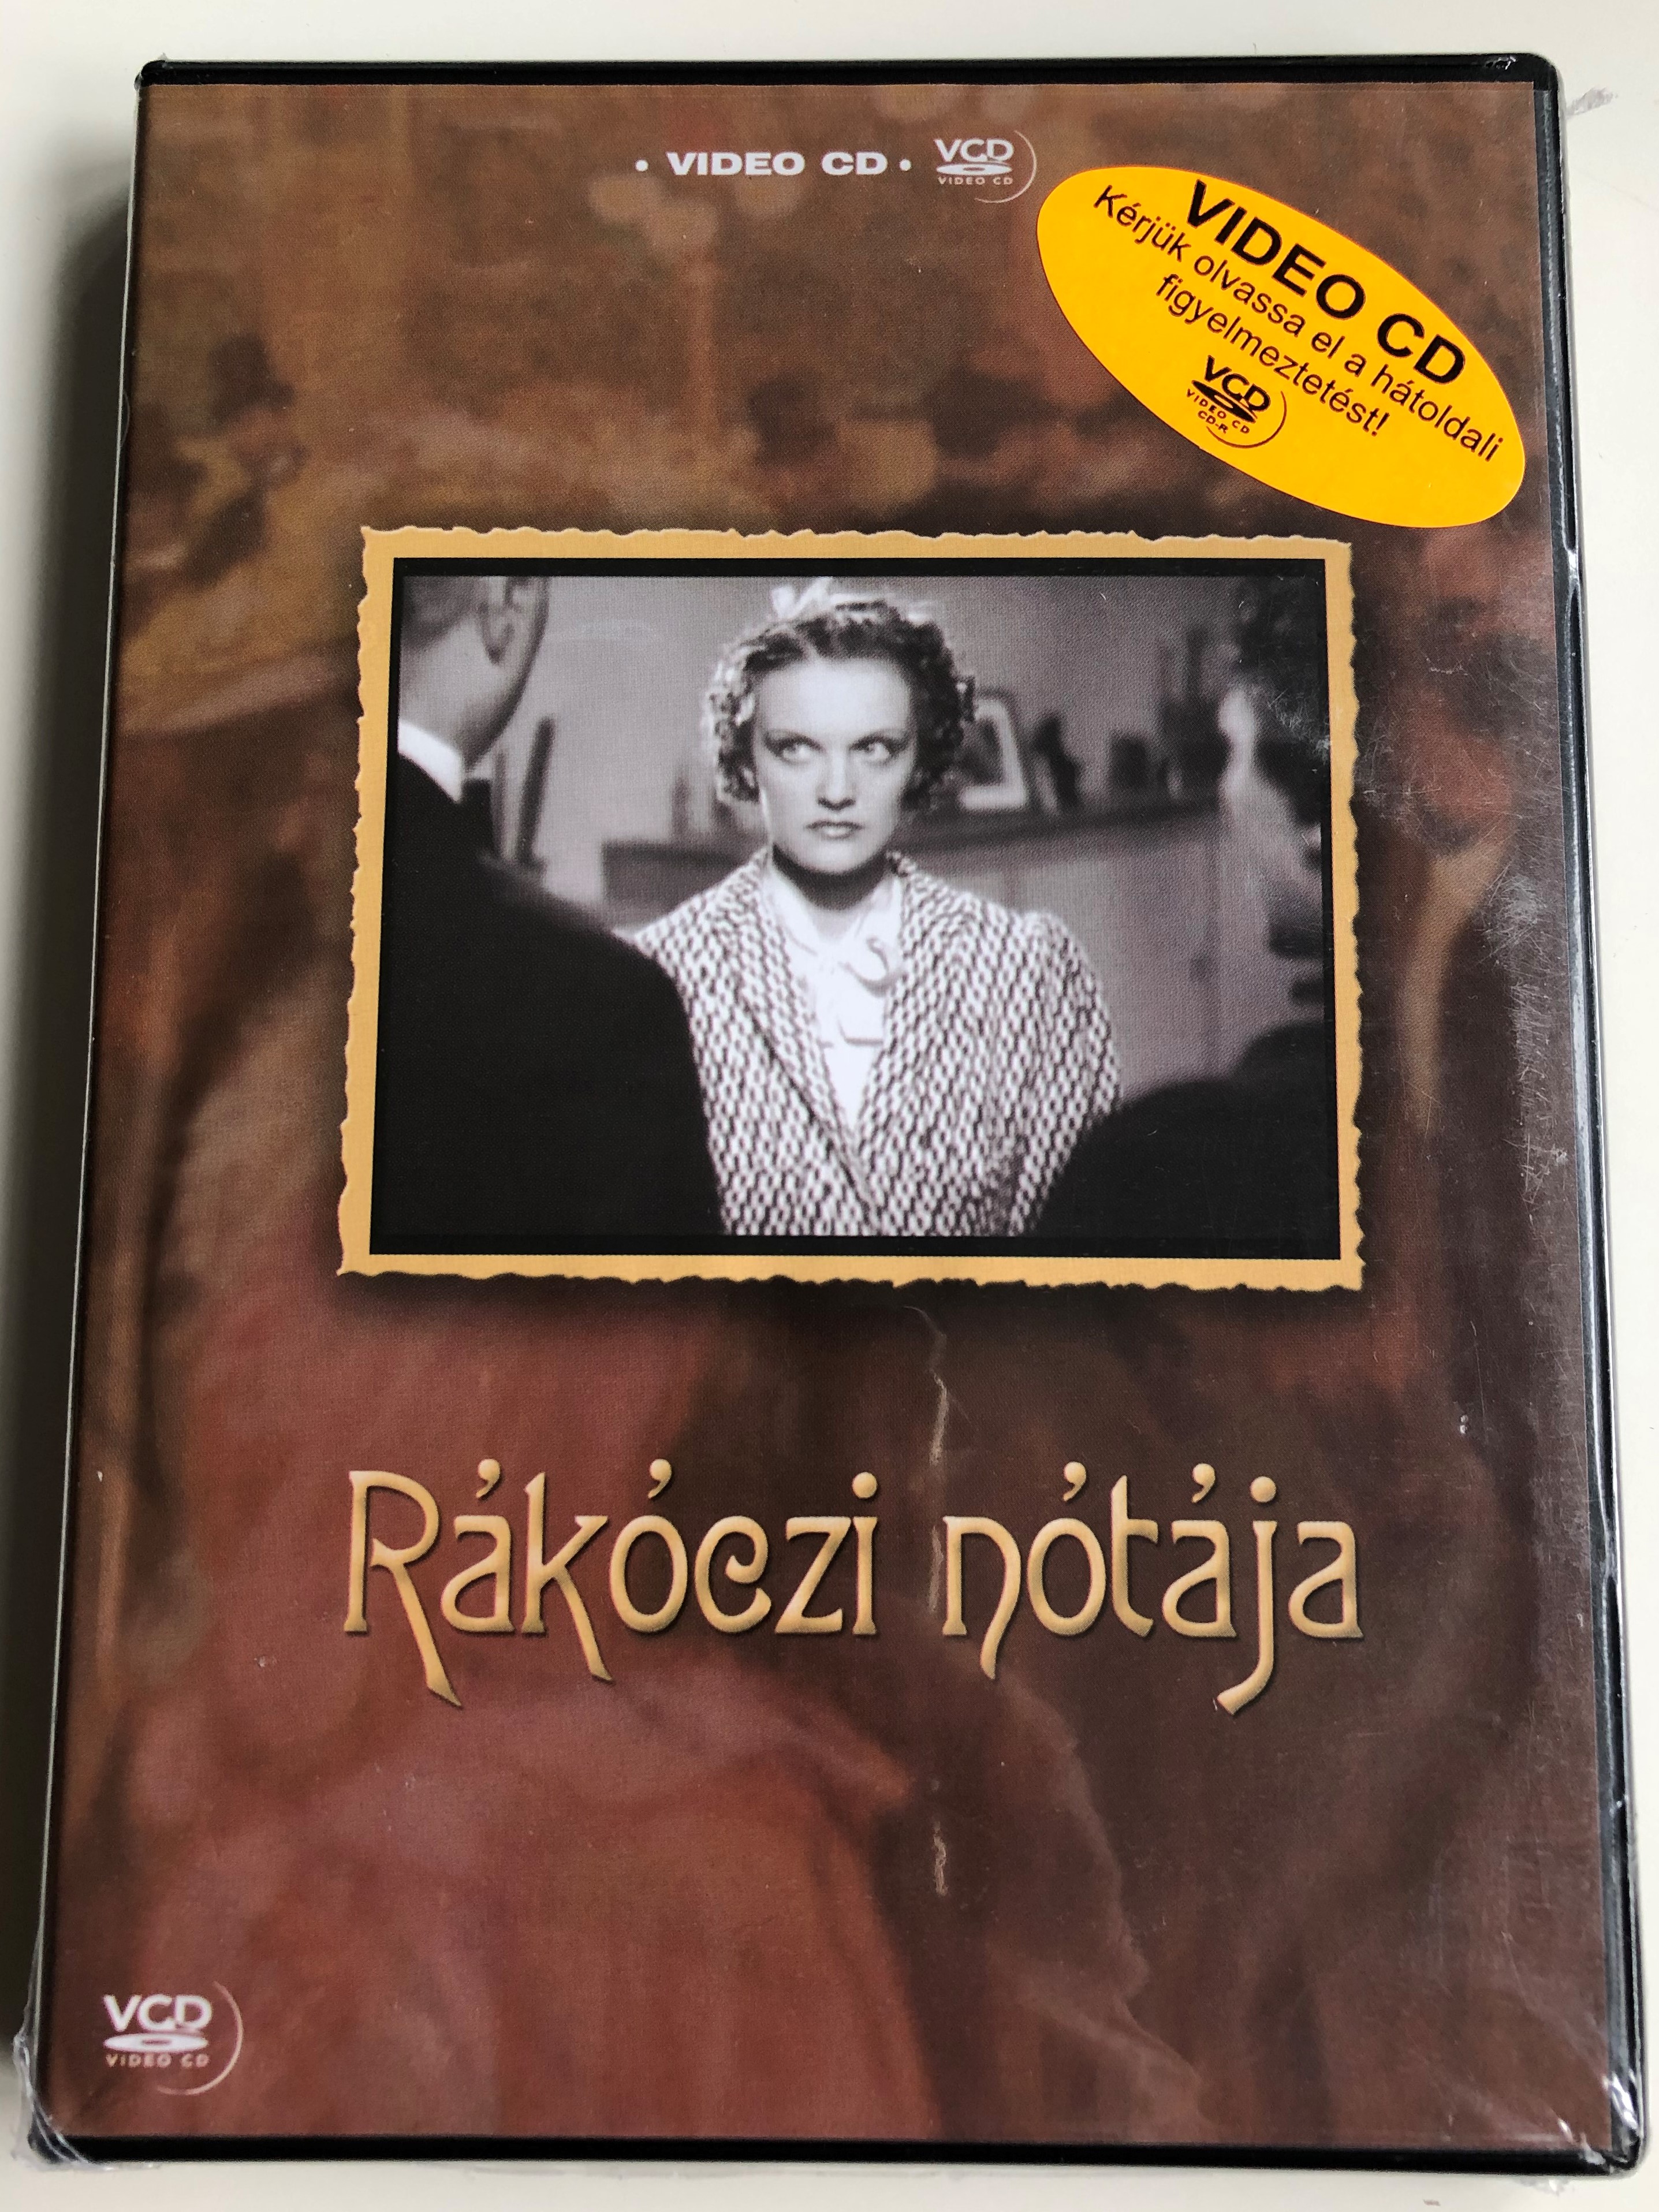 • VIDEO CD •
VCD
VIDEO CD
VIDEO CD
Kérjük olvassa el a hátoldali
figyelmeztetést!
VCD
VIDEO CD
CD-R
Rákóczi nótája
VCD
VIDEO CD